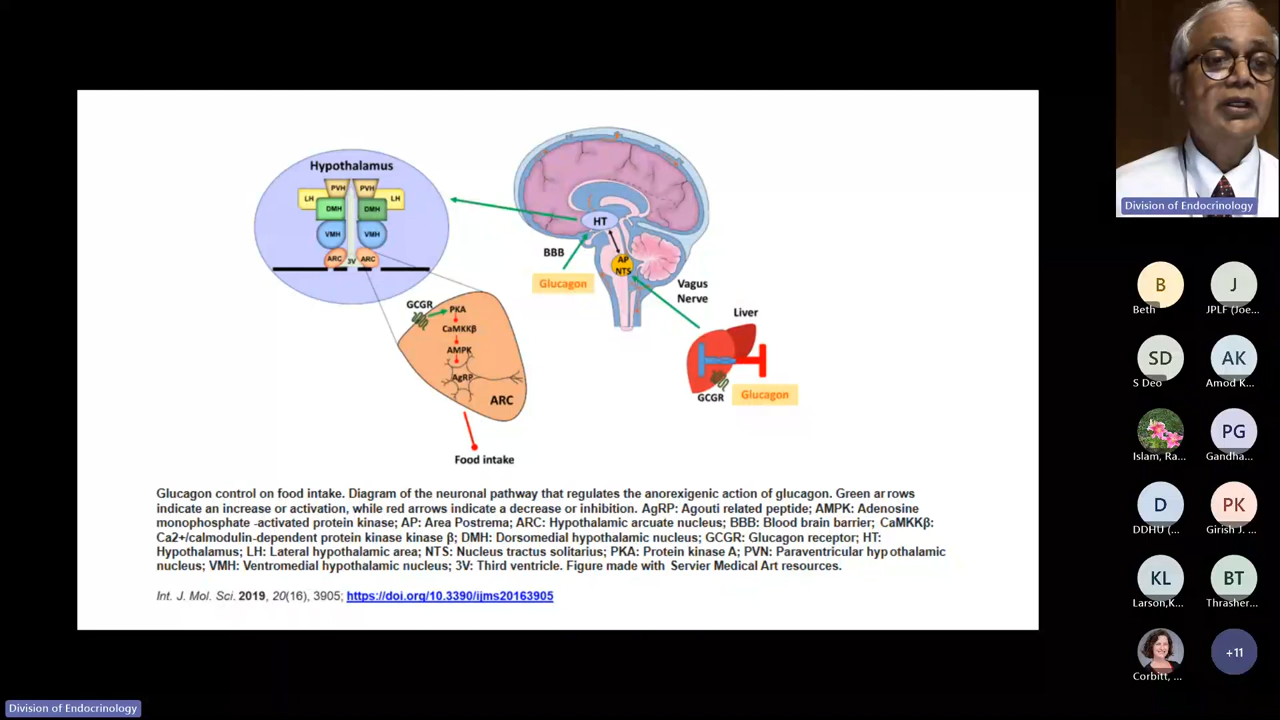 Hypothalamus
PVH PVH
LH LH
DMH DMH
VMH VMH
ARC 3V ARC
HT
BBB
AP
NTS
Glucagon
Vagus
Nerve
Liver
GCGR
Glucagon
GCGR
PKA
CaMKKβ
AMPK
AgRP
ARC
Food intake
Glucagon control on food intake. Diagram of the neuronal pathway that regulates the anorexigenic action of glucagon. Green arrows
indicate an increase or activation, while red arrows indicate a decrease or inhibition. AgRP: Agouti related peptide; AMPK: Adenosine
monophosphate -activated protein kinase; AP: Area Postrema; ARC: Hypothalamic arcuate nucleus; BBB: Blood brain barrier; CaMKKβ:
Ca2+/calmodulin-dependent protein kinase kinase β; DMH: Dorsomedial hypothalamic nucleus; GCGR: Glucagon receptor; HT:
Hypothalamus; LH: Lateral hypothalamic area; NTS: Nucleus tractus solitarius; PKA: Protein kinase A; PVN: Paraventricular hypothalamic
nucleus; VMH: Ventromedial hypothalamic nucleus; 3V: Third ventricle. Figure made with Servier Medical Art resources.
Int. J. Mol. Sci. 2019, 20(16), 3905; https://doi.org/10.3390/ijms20163905
Division of Endocrinology
B J
Beth JPLF (Joe...
SD AK
S Deo Amod K...
PG
Islam, Ra... Gandha...
D PK
DDHU (... Girish J. ...
KL BT
Larson,K... Thrasher...
+11
Corbitt, ...
Division of Endocrinology